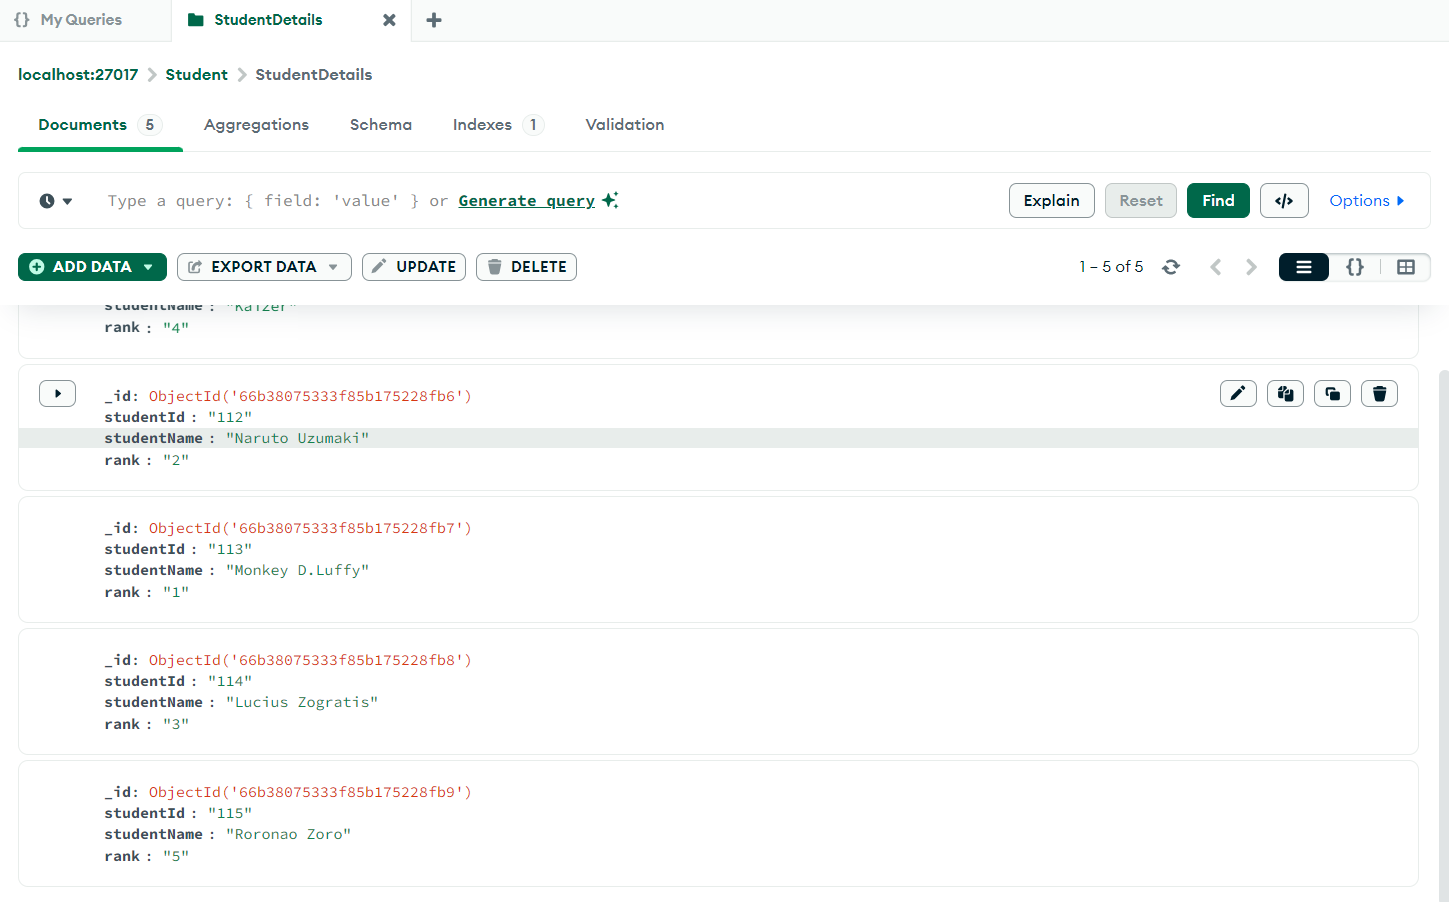 {} My Queries
StudentDetails
localhost:27017 > Student > StudentDetails
Documents 5 Aggregations Schema Indexes 1 Validation
Type a query: { field: 'value' } or Generate query
Explain Reset Find </> Options
ADD DATA EXPORT DATA UPDATE DELETE 1 – 5 of 5 {}
studentName : "Kaizer"
rank : "4"
_id: ObjectId('66b38075333f85b175228fb6')
studentId : "112"
studentName : "Naruto Uzumaki"
rank : "2"
_id: ObjectId('66b38075333f85b175228fb7')
studentId : "113"
studentName : "Monkey D.Luffy"
rank : "1"
_id: ObjectId('66b38075333f85b175228fb8')
studentId : "114"
studentName : "Lucius Zogratis"
rank : "3"
_id: ObjectId('66b38075333f85b175228fb9')
studentId : "115"
studentName : "Roronao Zoro"
rank : "5"